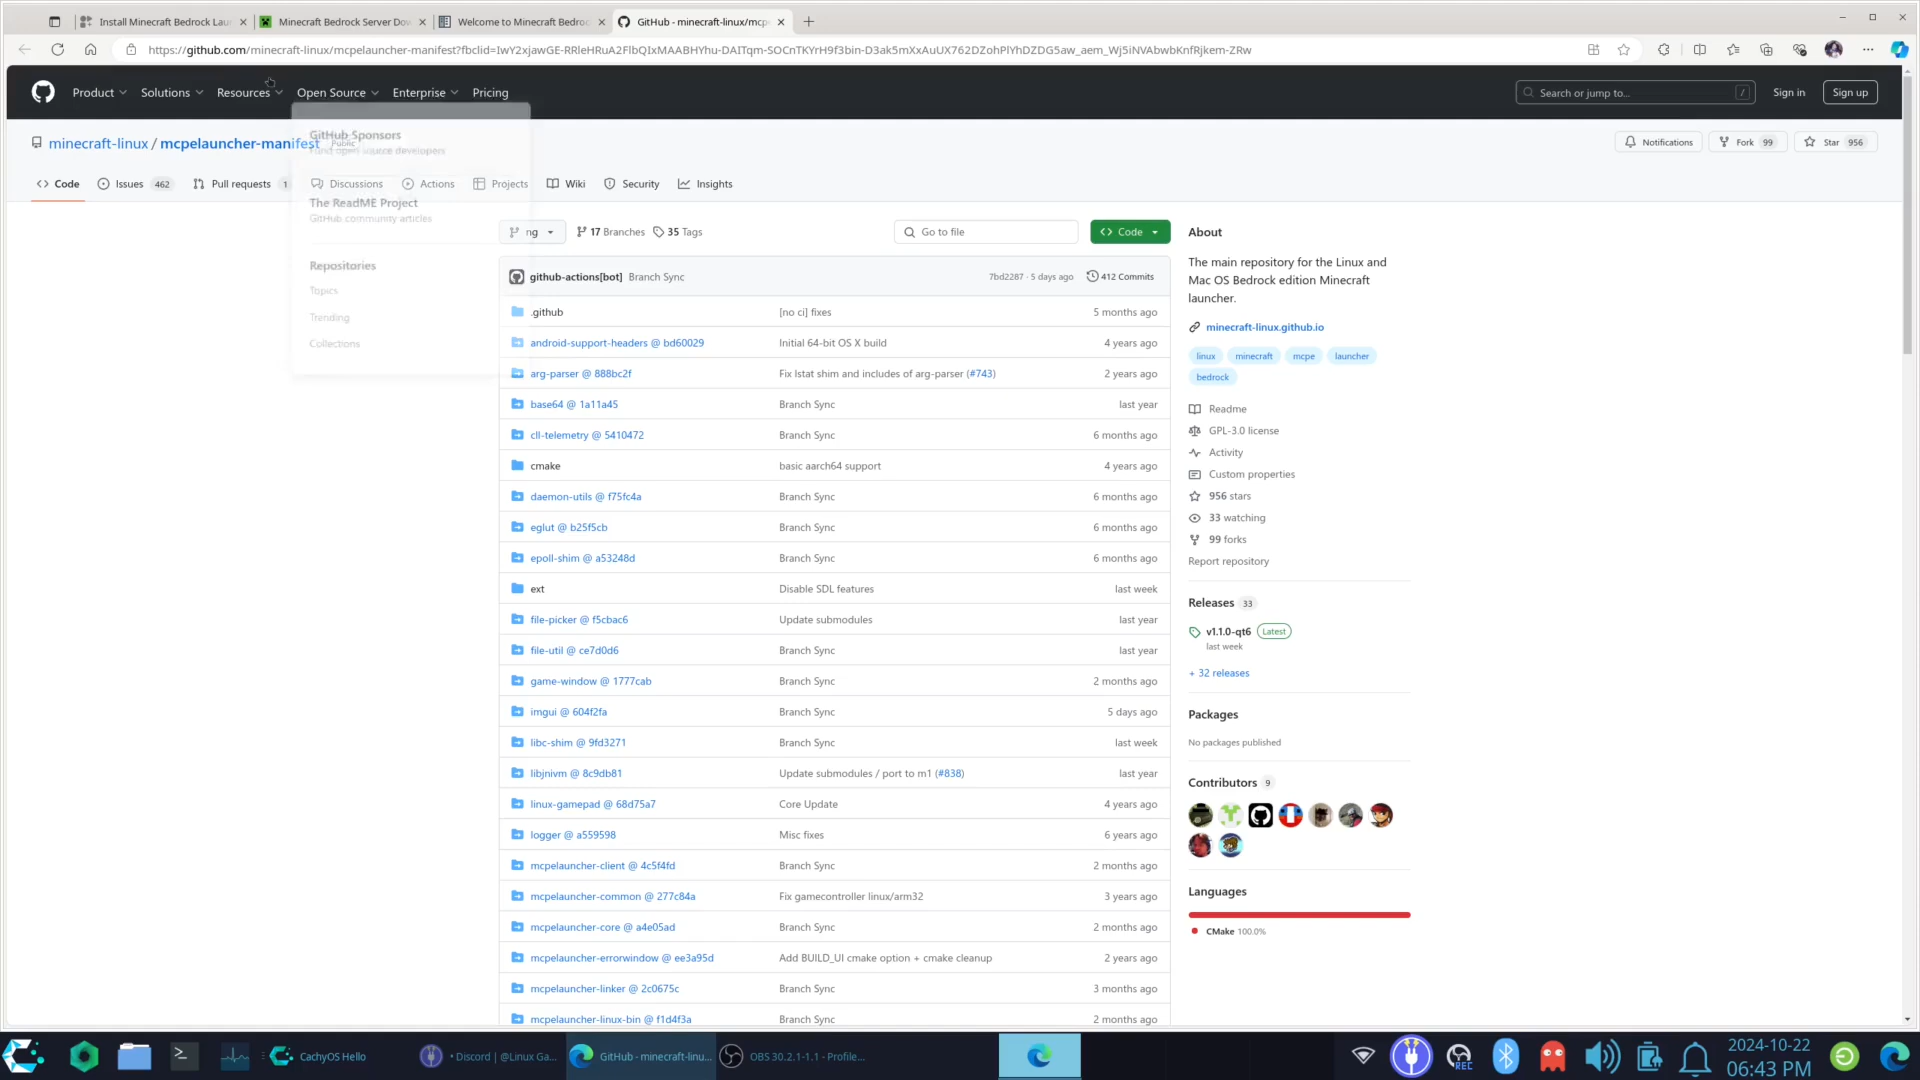 Install Minecraft Bedrock Lau
Minecraft Bedrock Server Dow
Welcome to Minecraft Bedroc
GitHub - minecraft-linux/mcp
https://github.com/minecraft-linux/mcpelauncher-manifest?fbclid=IwY2xjawGE-RRleHRuA2FlbQIxMAABHYhu-DAITqm-SOCnTKYrH9f3bin-D3ak5mXxAuUX762DZohPlYhDZDG5aw_aem_Wj5iNVAbwbKnfRjkem-ZRw
Product Solutions Resources Open Source Enterprise Pricing
Search or jump to... /
Sign in
Sign up
GitHub Sponsors
Fund open source developers
minecraft-linux / mcpelauncher-manifest Public
Notifications
Fork 99
Star 956
Code
Issues 462
Pull requests 1
Discussions
Actions
Projects
Wiki
Security
Insights
The ReadME Project
GitHub community articles
Repositories
Topics
Trending
Collections
ng
17 Branches
35 Tags
Go to file
Code
github-actions[bot] Branch Sync 7bd2287 · 5 days ago 412 Commits
.github [no ci] fixes 5 months ago
android-support-headers @ bd60029 Initial 64-bit OS X build 4 years ago
arg-parser @ 888bc2f Fix lstat shim and includes of arg-parser (#743) 2 years ago
base64 @ 1a11a45 Branch Sync last year
cll-telemetry @ 5410472 Branch Sync 6 months ago
cmake basic aarch64 support 4 years ago
daemon-utils @ f75fc4a Branch Sync 6 months ago
eglut @ b25f5cb Branch Sync 6 months ago
epoll-shim @ a53248d Branch Sync 6 months ago
ext Disable SDL features last week
file-picker @ f5cbac6 Update submodules last year
file-util @ ce7d0d6 Branch Sync last year
game-window @ 1777cab Branch Sync 2 months ago
imgui @ 604f2fa Branch Sync 5 days ago
libc-shim @ 9fd3271 Branch Sync last week
libjnivm @ 8c9db81 Update submodules / port to m1 (#838) last year
linux-gamepad @ 68d75a7 Core Update 4 years ago
logger @ a559598 Misc fixes 6 years ago
mcpelauncher-client @ 4c5f4fd Branch Sync 2 months ago
mcpelauncher-common @ 277c84a Fix gamecontroller linux/arm32 3 years ago
mcpelauncher-core @ a4e05ad Branch Sync 2 months ago
mcpelauncher-errorwindow @ ee3a95d Add BUILD_UI cmake option + cmake cleanup 2 years ago
mcpelauncher-linker @ 2c0675c Branch Sync 3 months ago
mcpelauncher-linux-bin @ f1d4f3a Branch Sync 2 months ago
About
The main repository for the Linux and
Mac OS Bedrock edition Minecraft
launcher.
minecraft-linux.github.io
linux minecraft mcpe launcher
bedrock
Readme
GPL-3.0 license
Activity
Custom properties
956 stars
33 watching
99 forks
Report repository
Releases 33
v1.1.0-qt6 Latest
last week
+ 32 releases
Packages
No packages published
Contributors 9
Languages
CMake 100.0%
CachyOS Hello
• Discord | @Linux Ga...
GitHub - minecraft-linu...
OBS 30.2.1-1.1 - Profile...
REC
2024-10-22
06:43 PM